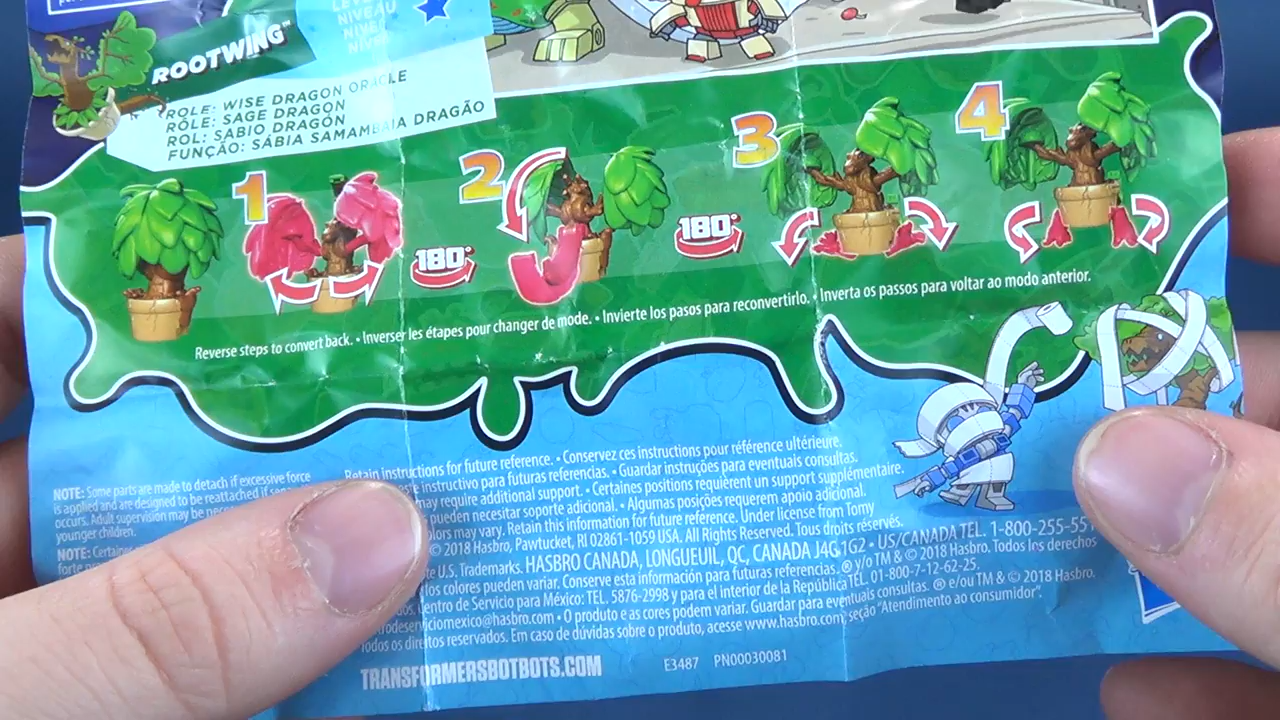 NIVEAU
ROOTWING™
ROLE: WISE DRAGON ORACLE
RÔLE: SAGE DRAGON
ROL: SABIO DRAGÓN
FUNÇÃO: SÁBIA SAMAMBAIA DRAGÃO
1
180°
2
180°
3
4
Reverse steps to convert back. • Inverser les étapes pour changer de mode. • Invierte los pasos para reconvertirlo. • Inverta os passos para voltar ao modo anterior.
NOTE: Some parts are made to detach if excessive force
is applied and are designed to be reattached if
occurs. Adult supervision may be
younger children.
NOTE:
forte
Retain instructions for future reference. • Conservez ces instructions pour référence ultérieure.
instructivo para futuras referencias. • Guardar instruções para eventuais consultas.
may require additional support. • Certaines positions requièrent un support supplémentaire.
pueden necesitar soporte adicional. • Algumas posições requerem apoio adicional.
may vary. Retain this information for future reference. Under license from Tomy
© 2018 Hasbro, Pawtucket, RI 02861-1059 USA. All Rights Reserved. Tous droits réservés.
U.S. Trademarks. HASBRO CANADA, LONGUEUIL, QC, CANADA J4G 1G2 • US/CANADA TEL. 1-800-255-55
los colores pueden variar. Conserve esta información para futuras referencias. ® y/o TM & © 2018 Hasbro. Todos los derechos
Centro de Servicio para México: TEL. 5876-2998 y para el interior de la República TEL. 01-800-7-12-62-25.
@hasbro.com • O produto e as cores podem variar. Guardar para eventuais consultas. ® e/ou TM & © 2018 Hasbro.
Todos os direitos reservados. Em caso de dúvidas sobre o produto, acesse www.hasbro.com, seção "Atendimento ao consumidor".
TRANSFORMERSBOTBOTS.COM
E3487 PN00030081